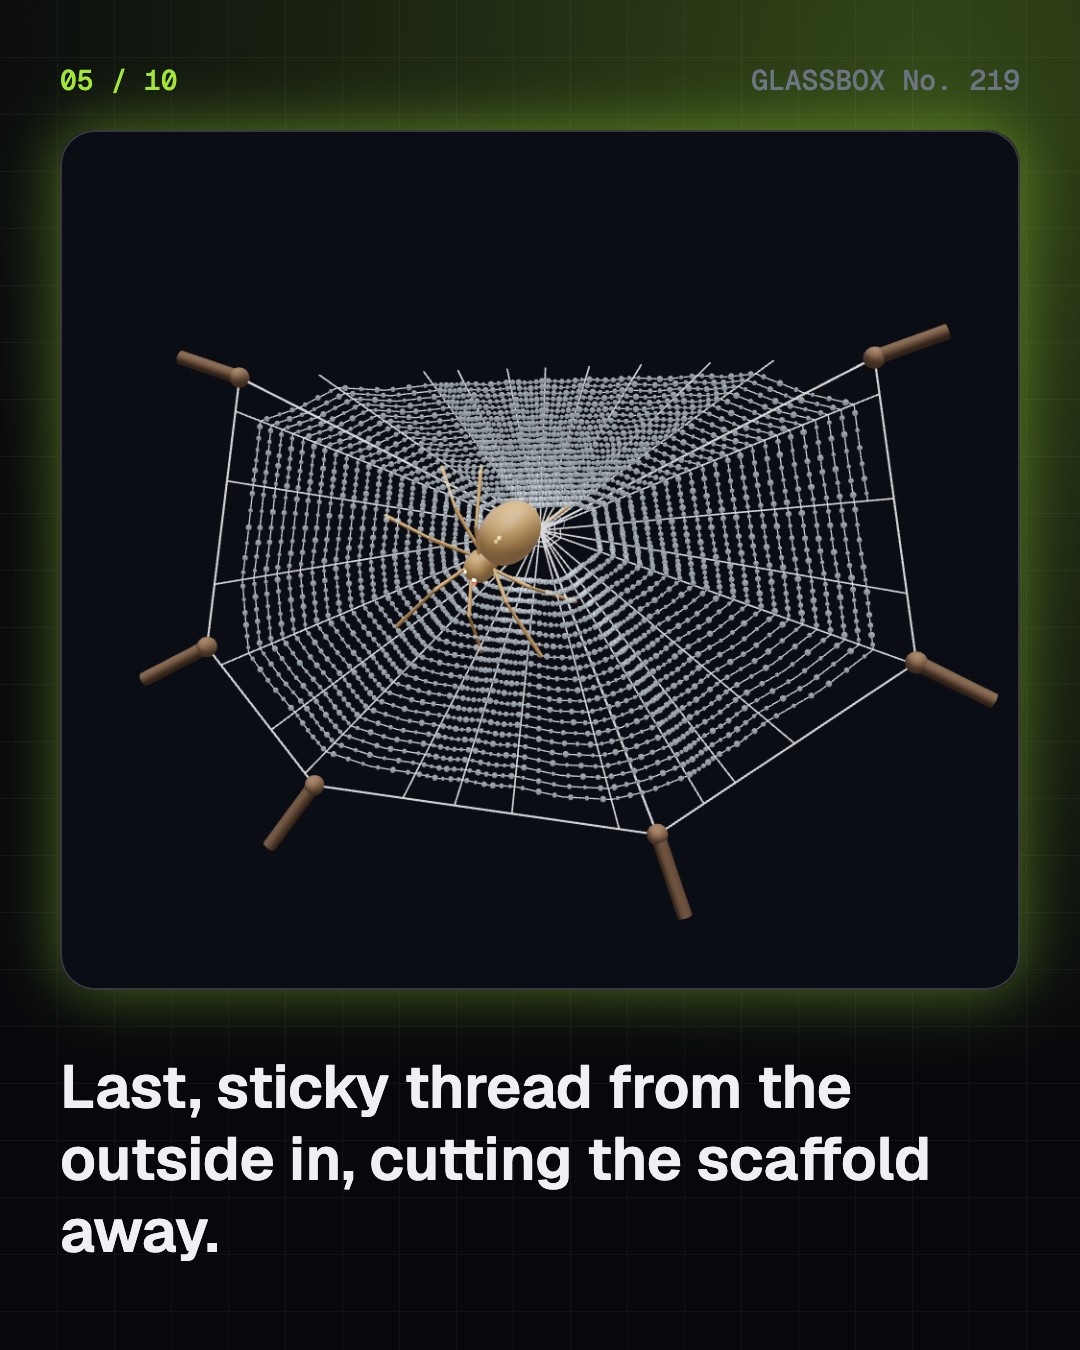 05 / 10
GLASSBOX No. 219
Last, sticky thread from the
outside in, cutting the scaffold
away.